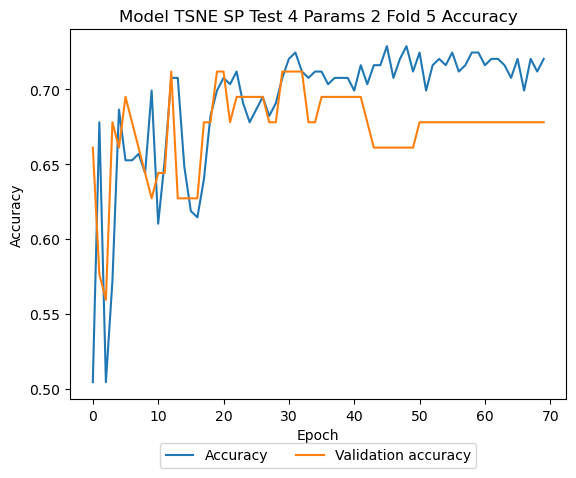 Model TSNE SP Test 4 Params 2 Fold 5 Accuracy
0.70
0.65
0.60
0.55
0.50
Accuracy
0 10 20 30 40 50 60 70
Epoch
Accuracy Validation accuracy